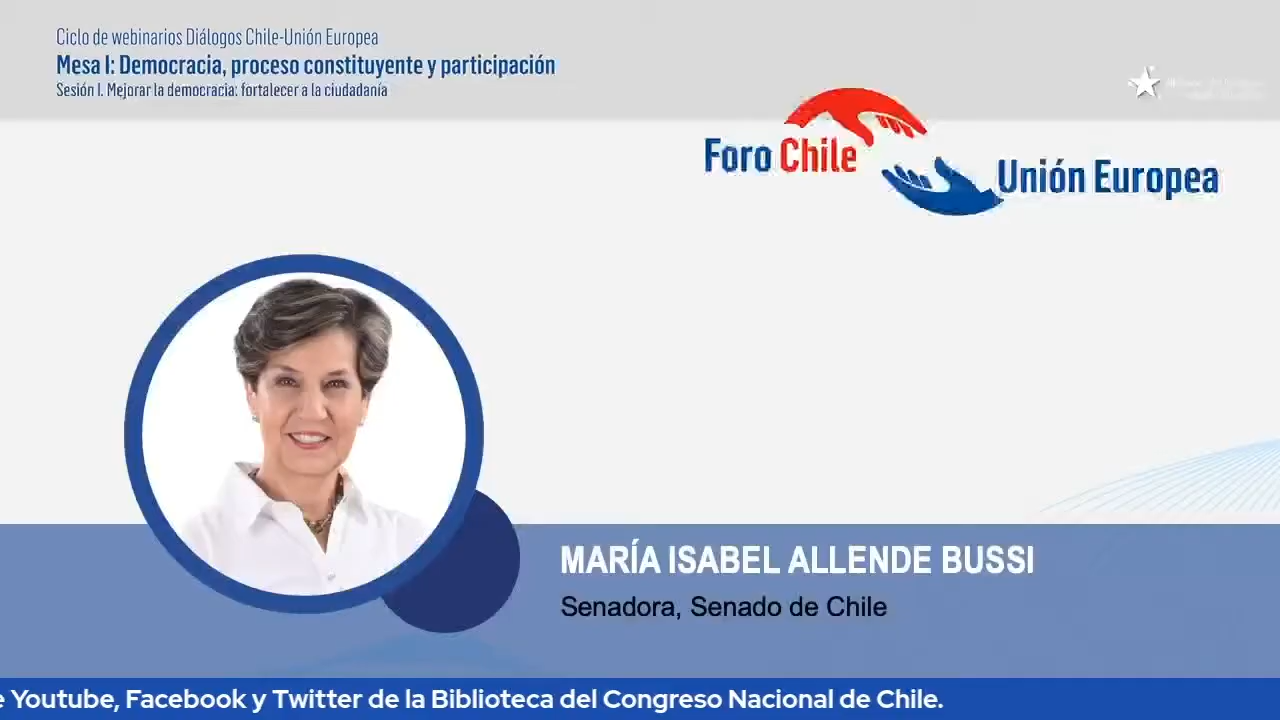 Ciclo de webinarios Diálogos Chile-Unión Europea
Mesa I: Democracia, proceso constituyente y participación
Sesión I. Mejorar la democracia: fortalecer a la ciudadanía
Foro Chile
Unión Europea
MARÍA ISABEL ALLENDE BUSSI
Senadora, Senado de Chile
e Youtube, Facebook y Twitter de la Biblioteca del Congreso Nacional de Chile.